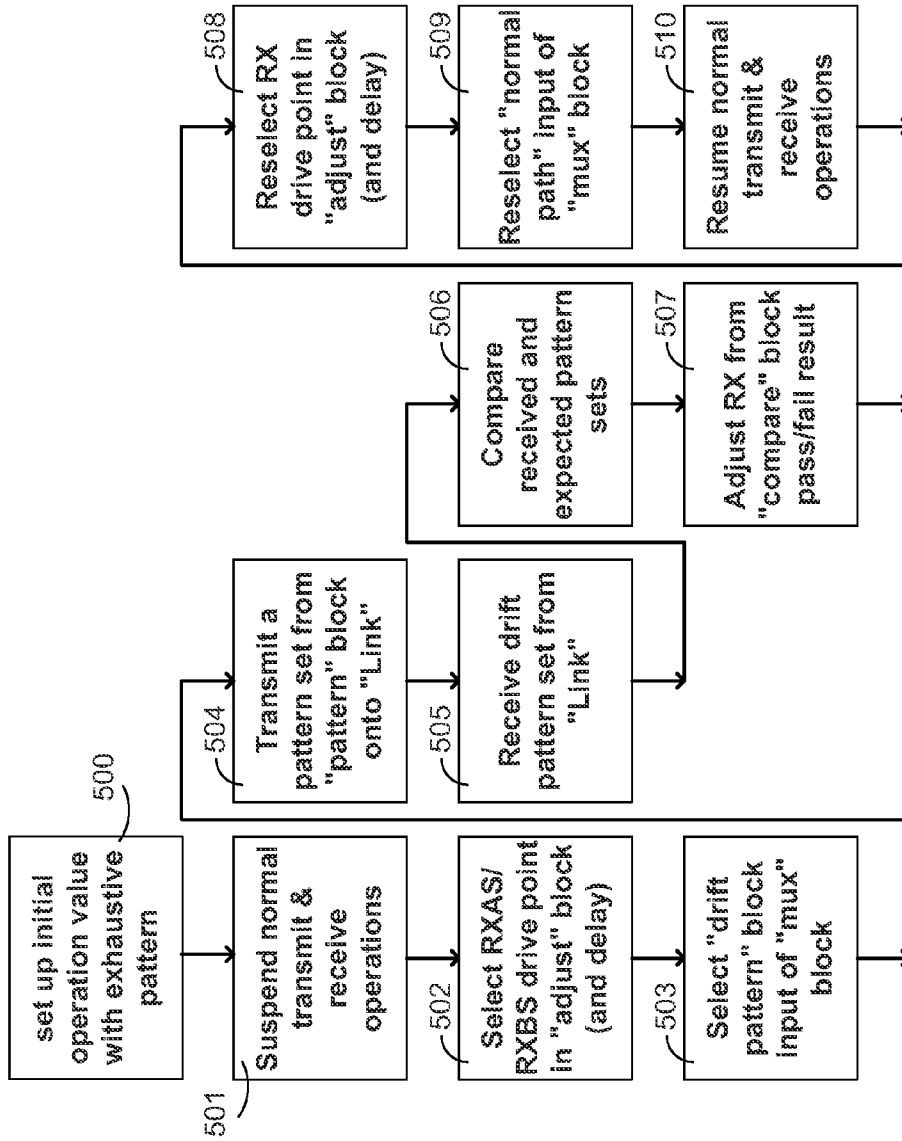 set up initial
operation value
with exhaustive
pattern
500
501
Suspend normal
transmit &
receive
operations
502
Select RXAS/
RXBS drive point
in "adjust" block
(and delay)
503
Select "drift
pattern" block
input of "mux"
block
504
Transmit a
pattern set from
"pattern" block
onto "Link"
505
Receive drift
pattern set from
"Link"
506
Compare
received and
expected pattern
sets
507
Adjust RX from
"compare" block
pass/fail result
508
Reselect RX
drive point in
"adjust" block
(and delay)
509
Reselect "normal
path" input of
"mux" block
510
Resume normal
transmit &
receive
operations